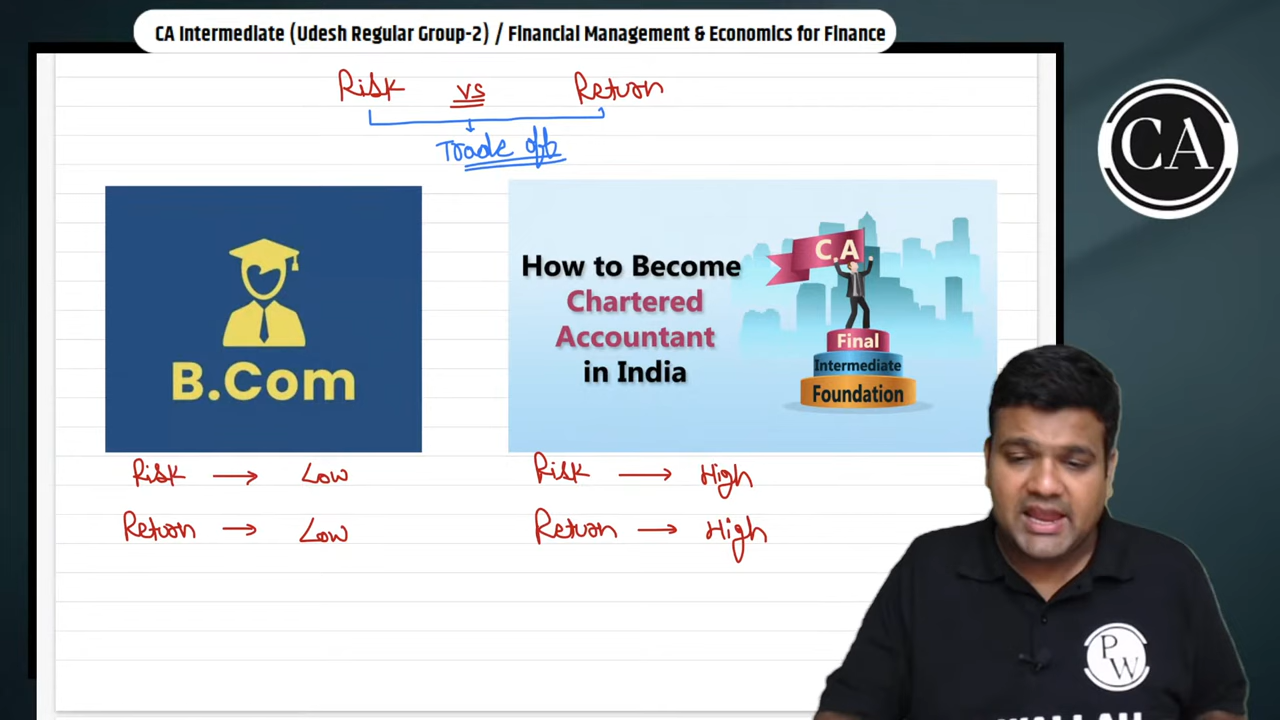 CA Intermediate (Udesh Regular Group-2) / Financial Management & Economics for Finance
CA
Risk vs Return
Trade off
B.Com
How to Become
Chartered
Accountant
in India
C.A
Final
Intermediate
Foundation
Risk → Low
Return → Low
Risk → High
Return → High
PW
WALLAH